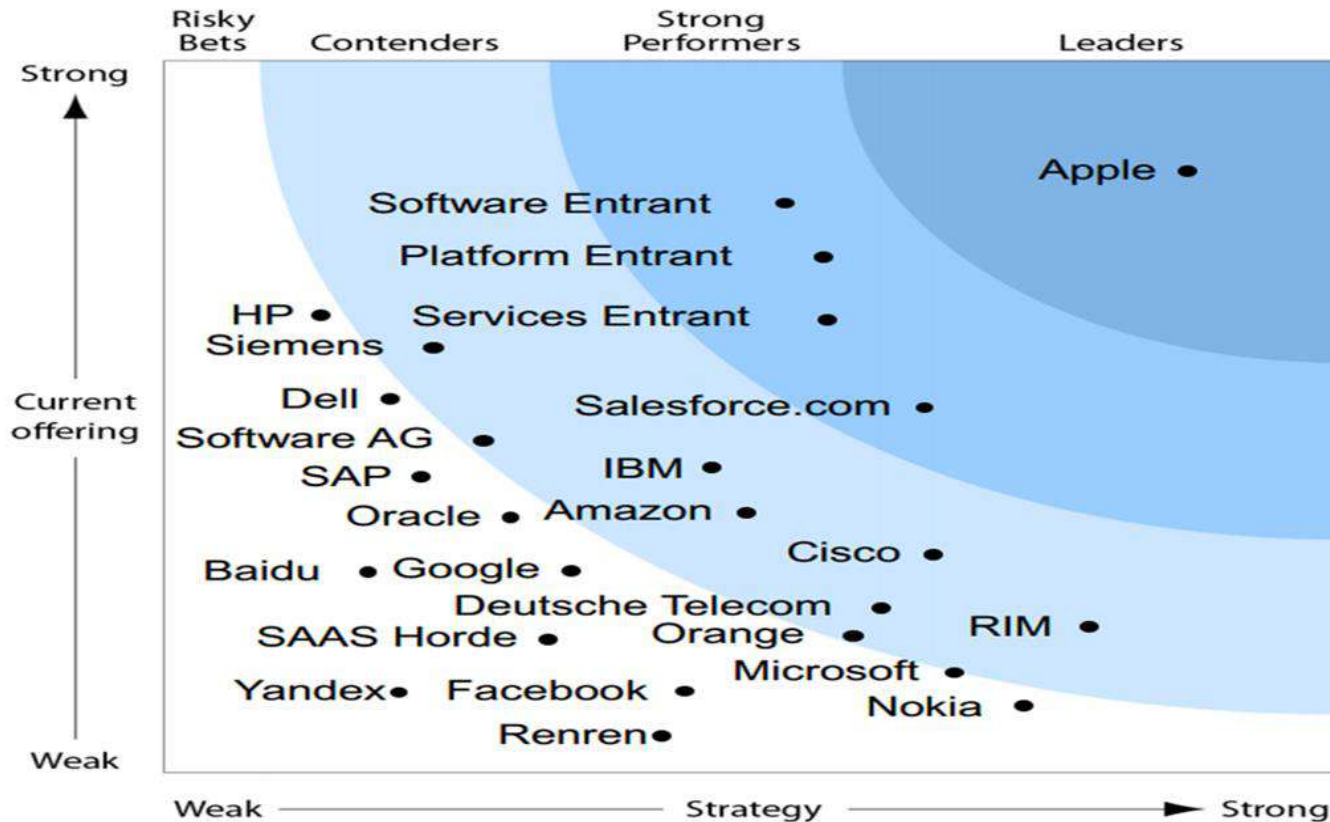 Risky
Bets
Contenders
Strong
Performers
Leaders
Strong
Apple
Software Entrant
Platform Entrant
HP
Services Entrant
Siemens
Dell
Current
offering
Salesforce.com
Software AG
IBM
SAP
Oracle
Amazon
Cisco
Baidu
Google
Deutsche Telecom
RIM
SAAS Horde
Orange
Microsoft
Yandex
Facebook
Nokia
Renren
Weak
Weak
Strategy
Strong